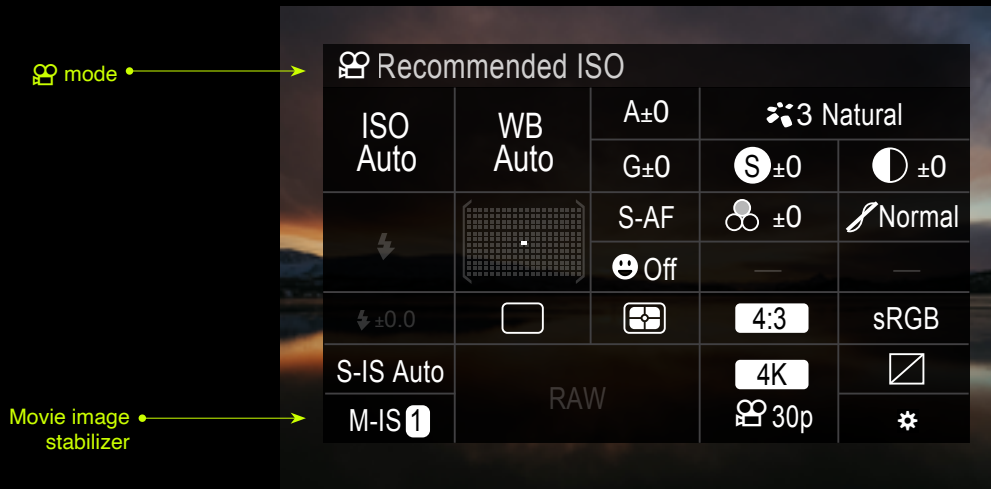 mode
Recommended ISO
ISO
Auto
WB
Auto
A±0
3 Natural
G±0
S ±0
±0
S-AF
±0
Normal
Off
±0.0
4:3
sRGB
S-IS Auto
RAW
4K
30p
M-IS 1
Movie image
stabilizer